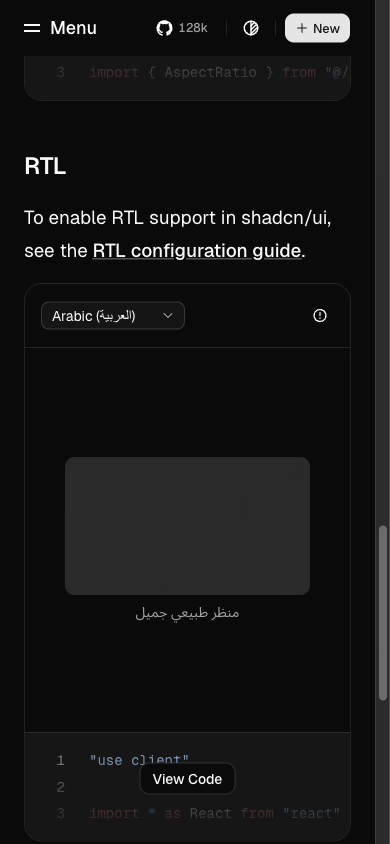 Menu
128k
+ New
3 import { AspectRatio } from "@/
RTL
To enable RTL support in shadcn/ui,
see the RTL configuration guide.
Arabic (العربية)
منظر طبيعي جميل
1 "use client"
2
View Code
3 import * as React from "react"